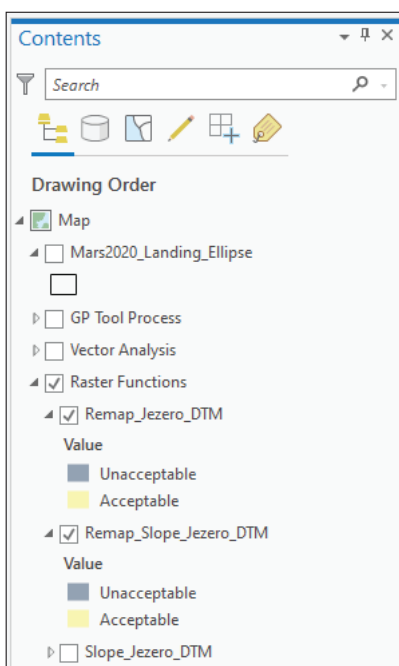 Contents
Search
Drawing Order
Map
Mars2020_Landing_Ellipse
GP Tool Process
Vector Analysis
Raster Functions
Remap_Jezero_DTM
Value
Unacceptable
Acceptable
Remap_Slope_Jezero_DTM
Value
Unacceptable
Acceptable
Slope_Jezero_DTM